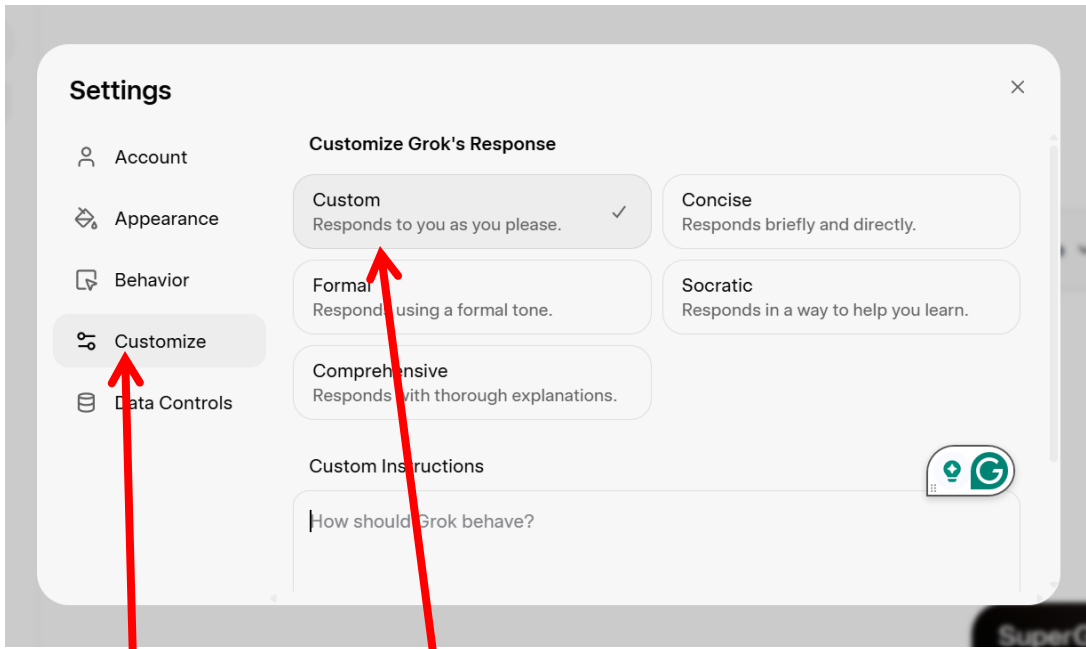 Settings
Account
Appearance
Behavior
Customize
Data Controls
Customize Grok's Response
Custom
Responds to you as you please.
Concise
Responds briefly and directly.
Formal
Responds using a formal tone.
Socratic
Responds in a way to help you learn.
Comprehensive
Responds with thorough explanations.
Custom Instructions
How should Grok behave?